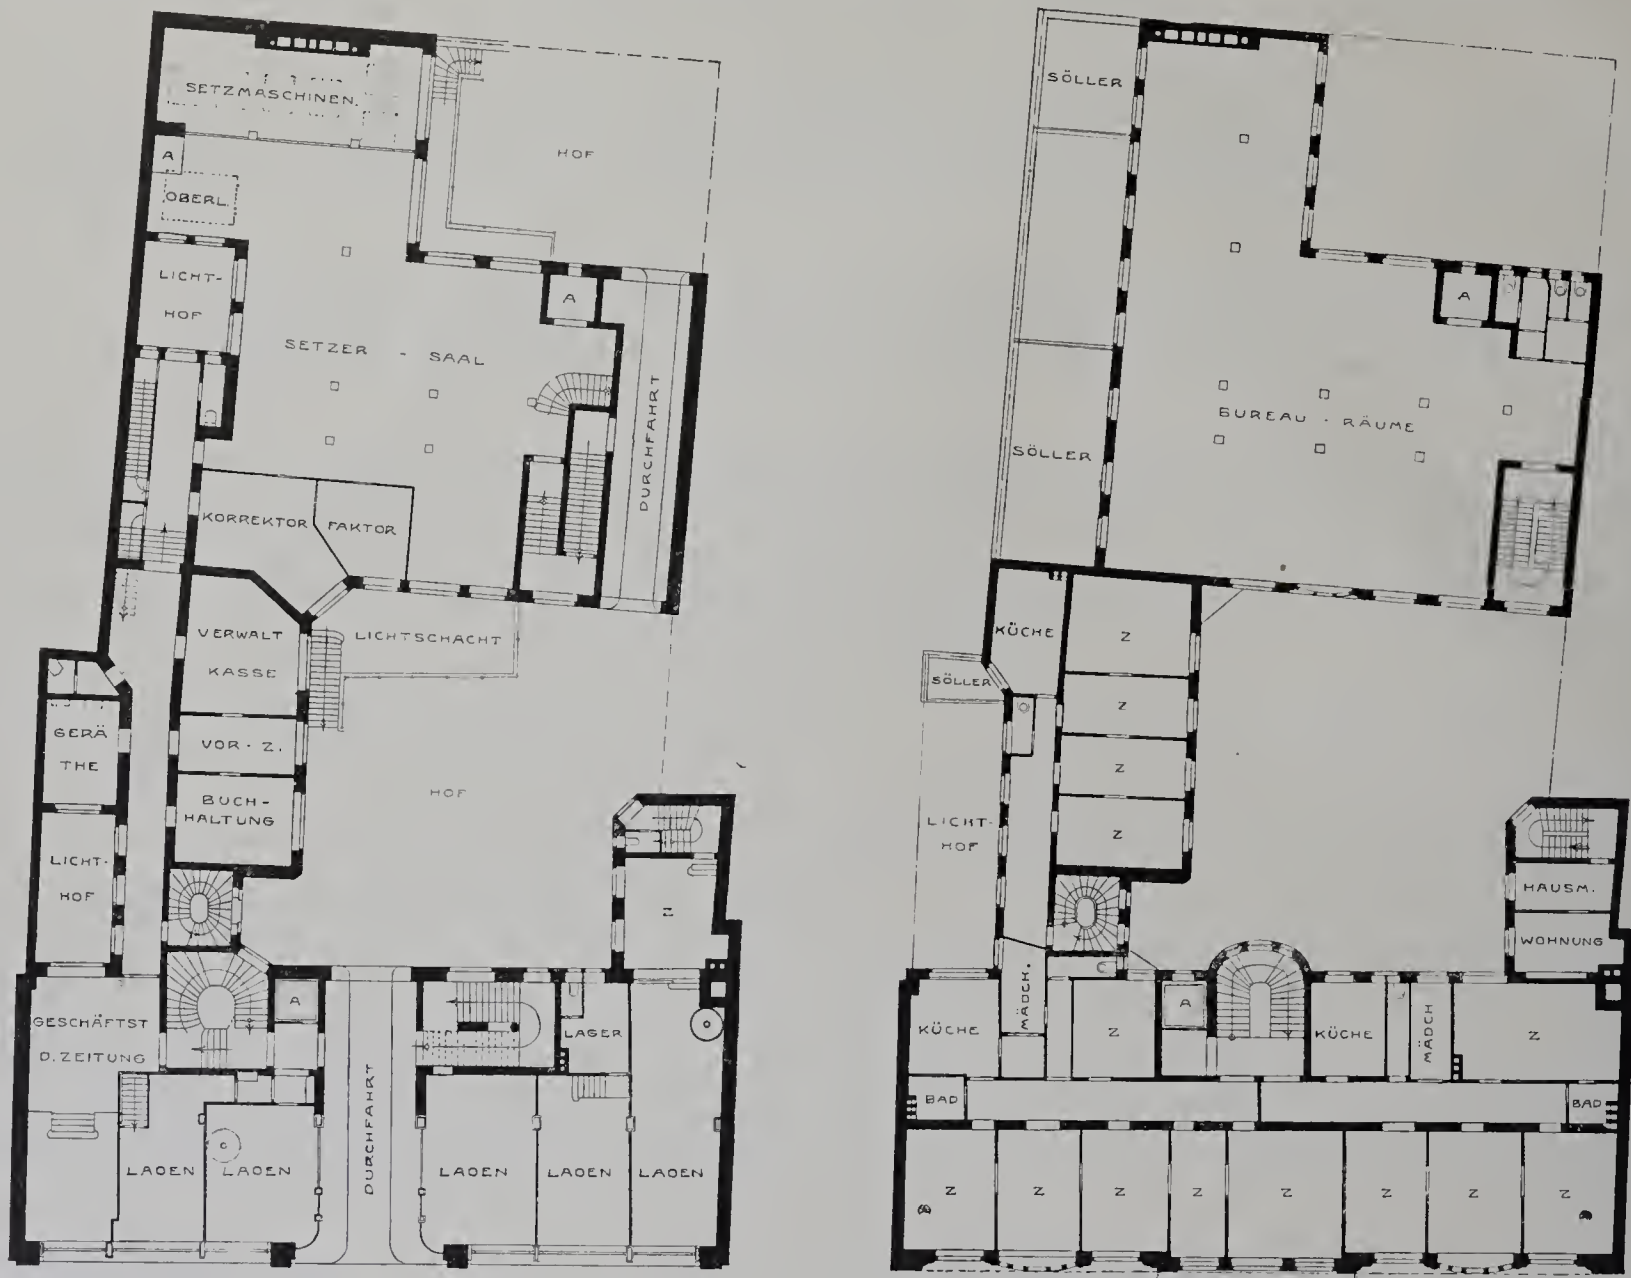 SETZMASCHINEN.
HOF
A
OBERL.
LICHT-
HOF
A
SETZER - SAAL
DURCHFAHRT
KORREKTOR
FAKTOR
VERWALT
KASSE
LICHTSCHACHT
GERÄ
THE
VOR-Z.
BUCH-
HALTUNG
HOF
LICHT-
HOF
Z
GESCHÄFTST
D. ZEITUNG
A
LAGER
DURCHFAHRT
LADEN
LADEN
LADEN
LADEN
LADEN
SÖLLER
A
BUREAU - RÄUME
SÖLLER
KÜCHE
Z
SÖLLER
Z
Z
LICHT-
HOF
Z
HAUSM.
WOHNUNG
KÜCHE
MÄDCH.
Z
A
KÜCHE
MÄDCH
Z
BAD
BAD
Z
Z
Z
Z
Z
Z
Z
Z